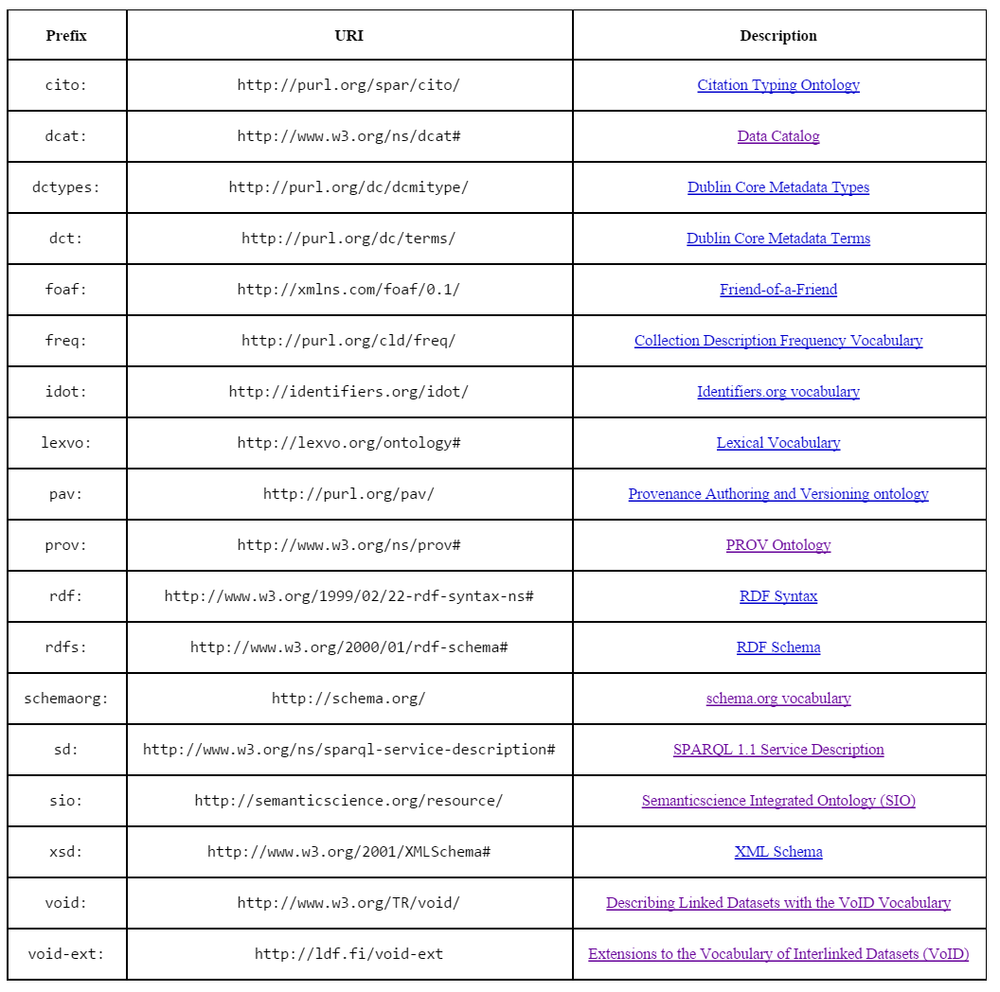 Prefix URI Description
cito: http://purl.org/spar/cito/ Citation Typing Ontology
dcat: http://www.w3.org/ns/dcat# Data Catalog
dctypes: http://purl.org/dc/dcmitype/ Dublin Core Metadata Types
dct: http://purl.org/dc/terms/ Dublin Core Metadata Terms
foaf: http://xmlns.com/foaf/0.1/ Friend-of-a-Friend
freq: http://purl.org/cld/freq/ Collection Description Frequency Vocabulary
idot: http://identifiers.org/idot/ Identifiers.org vocabulary
lexvo: http://lexvo.org/ontology# Lexical Vocabulary
pav: http://purl.org/pav/ Provenance Authoring and Versioning ontology
prov: http://www.w3.org/ns/prov# PROV Ontology
rdf: http://www.w3.org/1999/02/22-rdf-syntax-ns# RDF Syntax
rdfs: http://www.w3.org/2000/01/rdf-schema# RDF Schema
schemaorg: http://schema.org/ schema.org vocabulary
sd: http://www.w3.org/ns/sparql-service-description# SPARQL 1.1 Service Description
sio: http://semanticscience.org/resource/ Semanticscience Integrated Ontology (SIO)
xsd: http://www.w3.org/2001/XMLSchema# XML Schema
void: http://www.w3.org/TR/void/ Describing Linked Datasets with the VoID Vocabulary
void-ext: http://ldf.fi/void-ext Extensions to the Vocabulary of Interlinked Datasets (VoID)